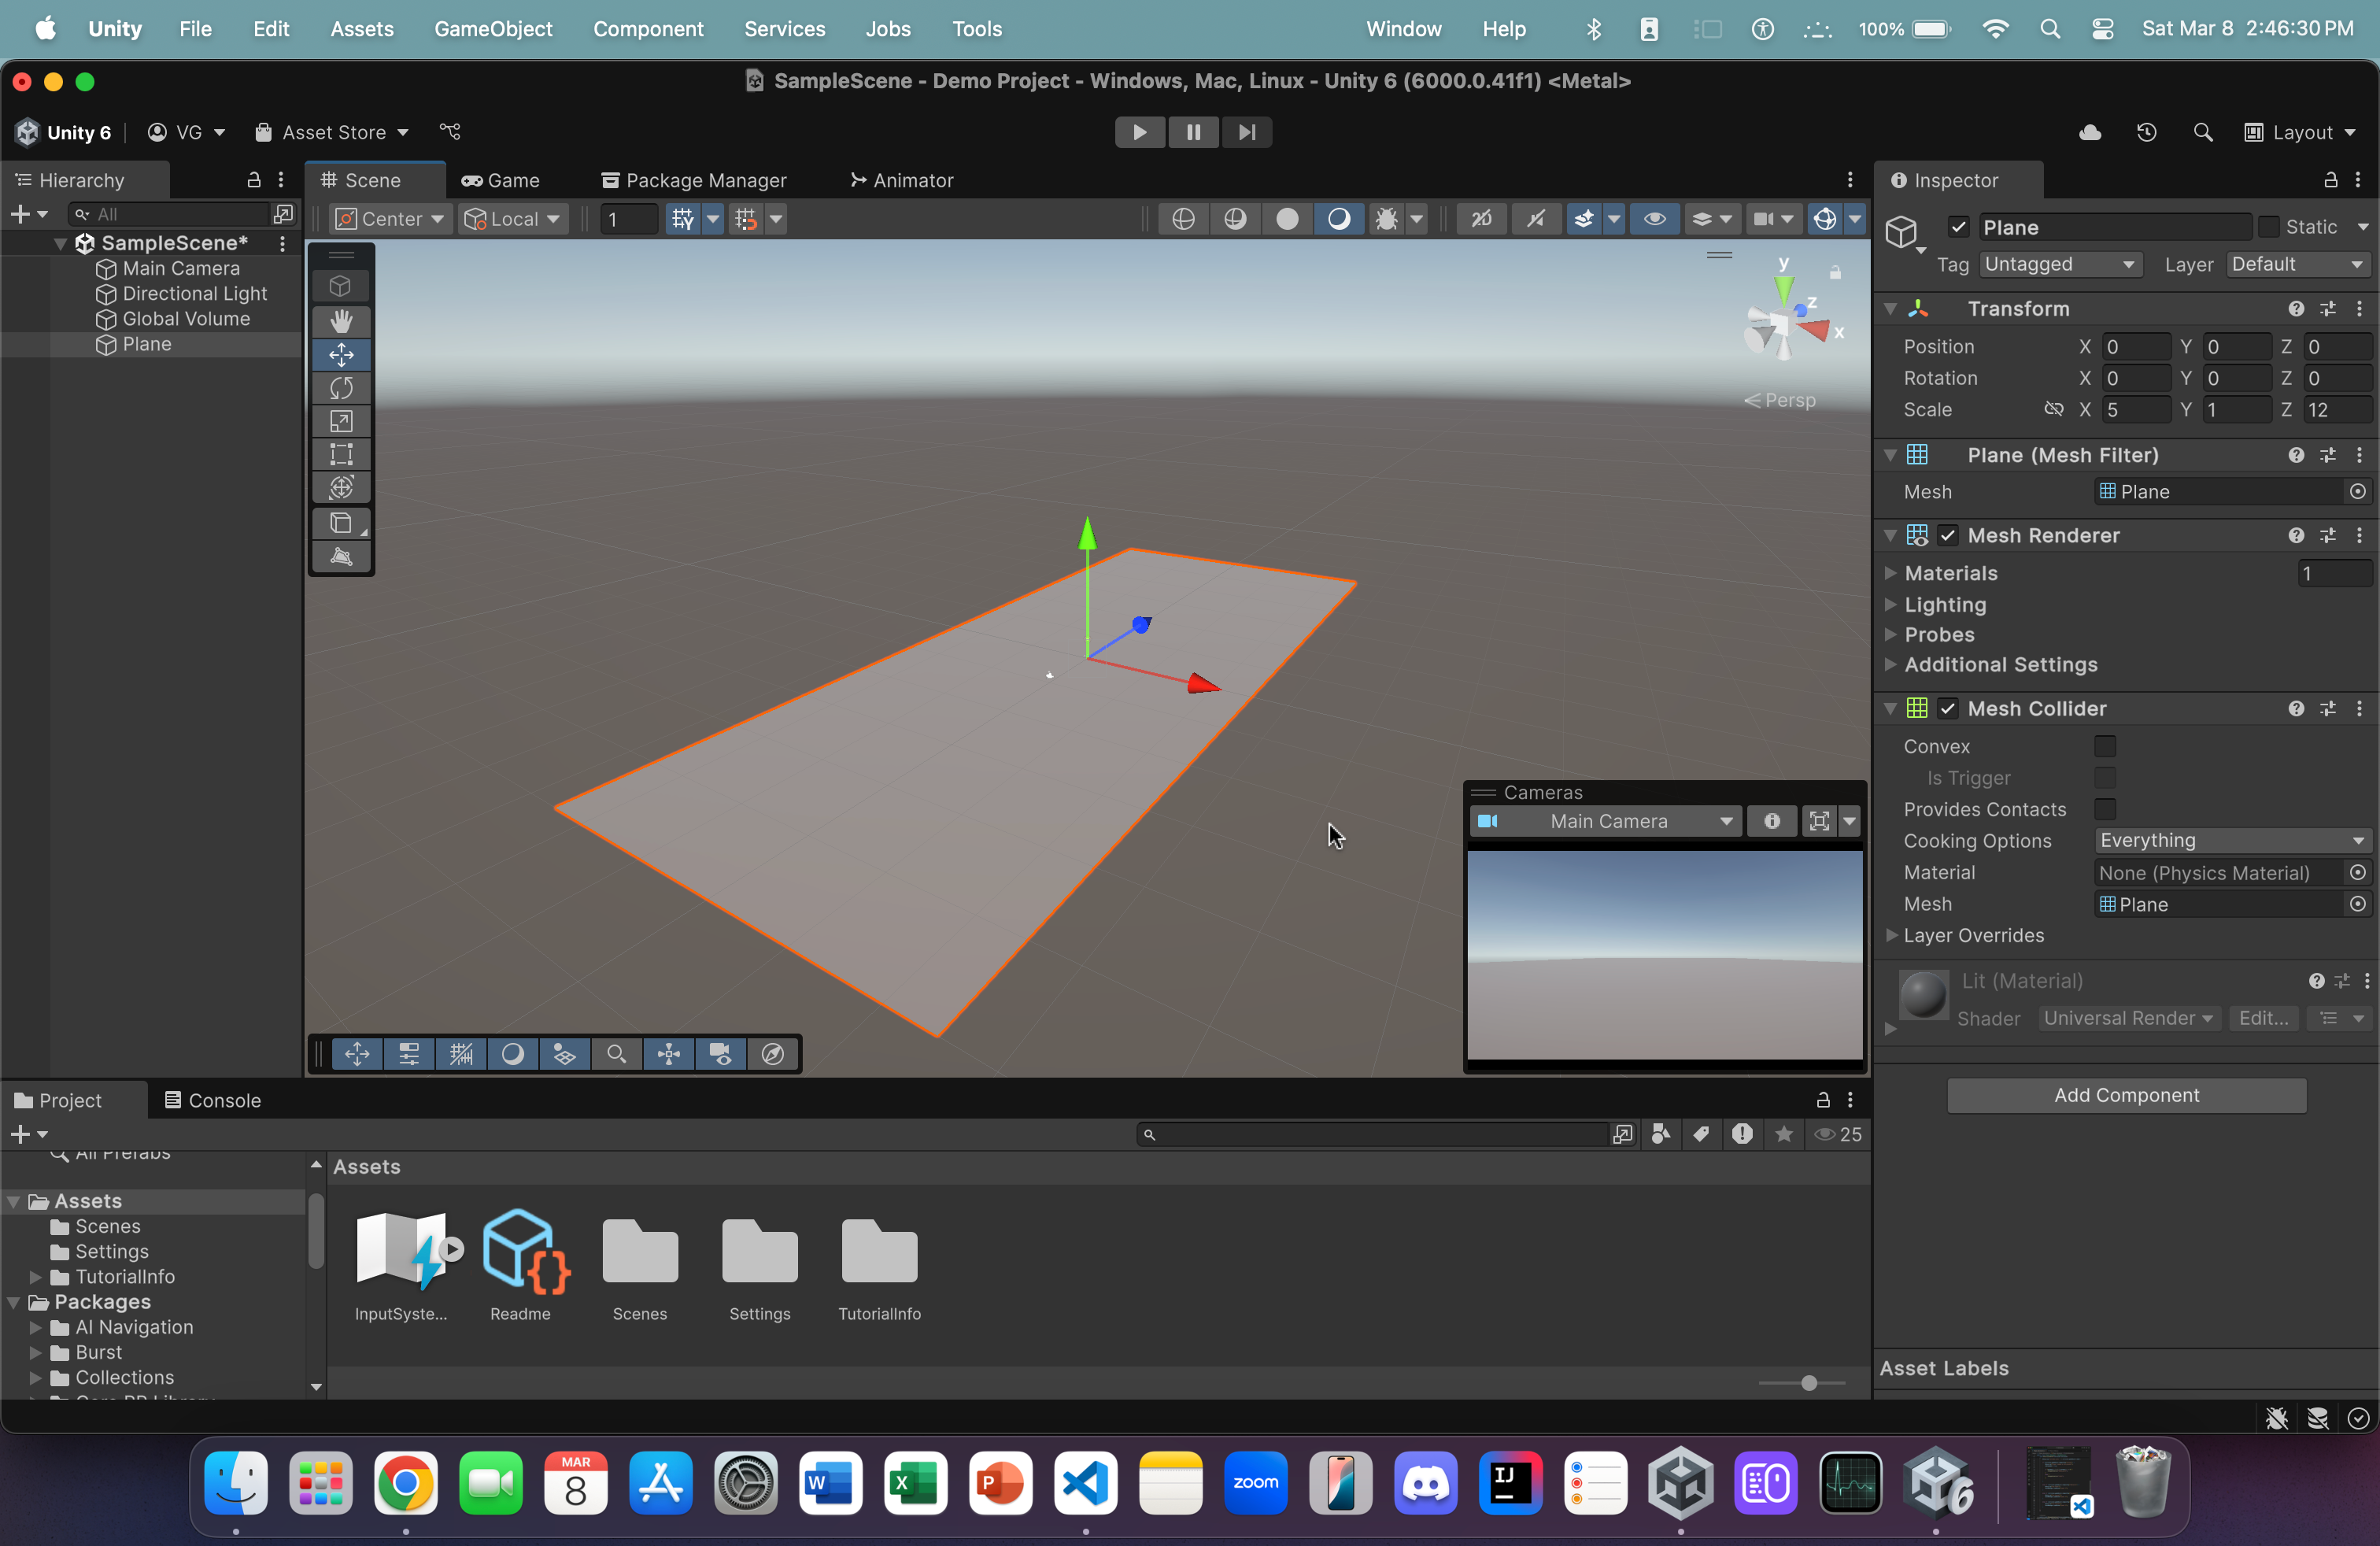 Unity File Edit Assets GameObject Component Services Jobs Tools Window Help 100% Sat Mar 8 2:46:30 PM
SampleScene - Demo Project - Windows, Mac, Linux - Unity 6 (6000.0.41f1) <Metal>
Unity 6 VG Asset Store Layout
Hierarchy
All
SampleScene*
Main Camera
Directional Light
Global Volume
Plane
Scene Game Package Manager Animator
Center Local 1 2D
y
z
x
Persp
Cameras
Main Camera
Inspector
Plane Static
Tag Untagged Layer Default
Transform
Position X 0 Y 0 Z 0
Rotation X 0 Y 0 Z 0
Scale X 5 Y 1 Z 12
Plane (Mesh Filter)
Mesh Plane
Mesh Renderer
Materials 1
Lighting
Probes
Additional Settings
Mesh Collider
Convex
Is Trigger
Provides Contacts
Cooking Options Everything
Material None (Physics Material)
Mesh Plane
Layer Overrides
Lit (Material)
Shader Universal Render Edit...
Add Component
Asset Labels
Project Console
25
All Prefabs
Assets
Scenes
Settings
TutorialInfo
Packages
AI Navigation
Burst
Collections
Assets
InputSyste... Readme Scenes Settings TutorialInfo
MAR
8
W
X
P
zoom
IJ
6